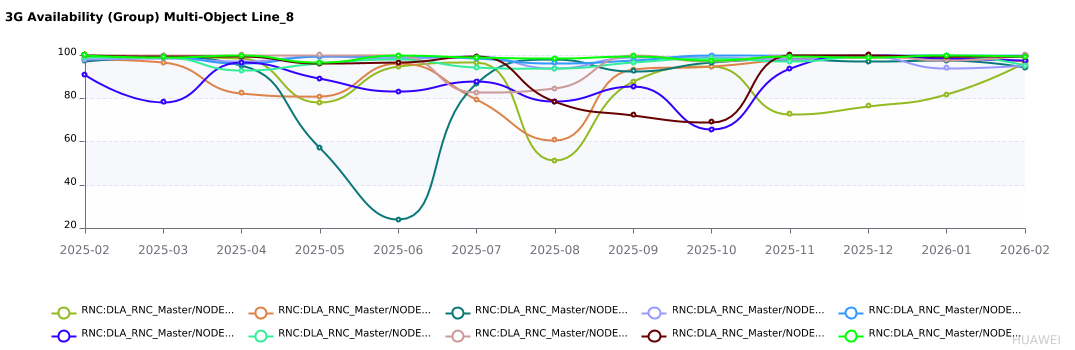 3G Availability (Group) Multi-Object Line_8
100
80
60
40
20
2025-02 2025-03 2025-04 2025-05 2025-06 2025-07 2025-08 2025-09 2025-10 2025-11 2025-12 2026-01 2026-02
RNC:DLA_RNC_Master/NODE... RNC:DLA_RNC_Master/NODE... RNC:DLA_RNC_Master/NODE... RNC:DLA_RNC_Master/NODE... RNC:DLA_RNC_Master/NODE...
RNC:DLA_RNC_Master/NODE... RNC:DLA_RNC_Master/NODE... RNC:DLA_RNC_Master/NODE... RNC:DLA_RNC_Master/NODE... RNC:DLA_RNC_Master/NODE...
HUAWEI